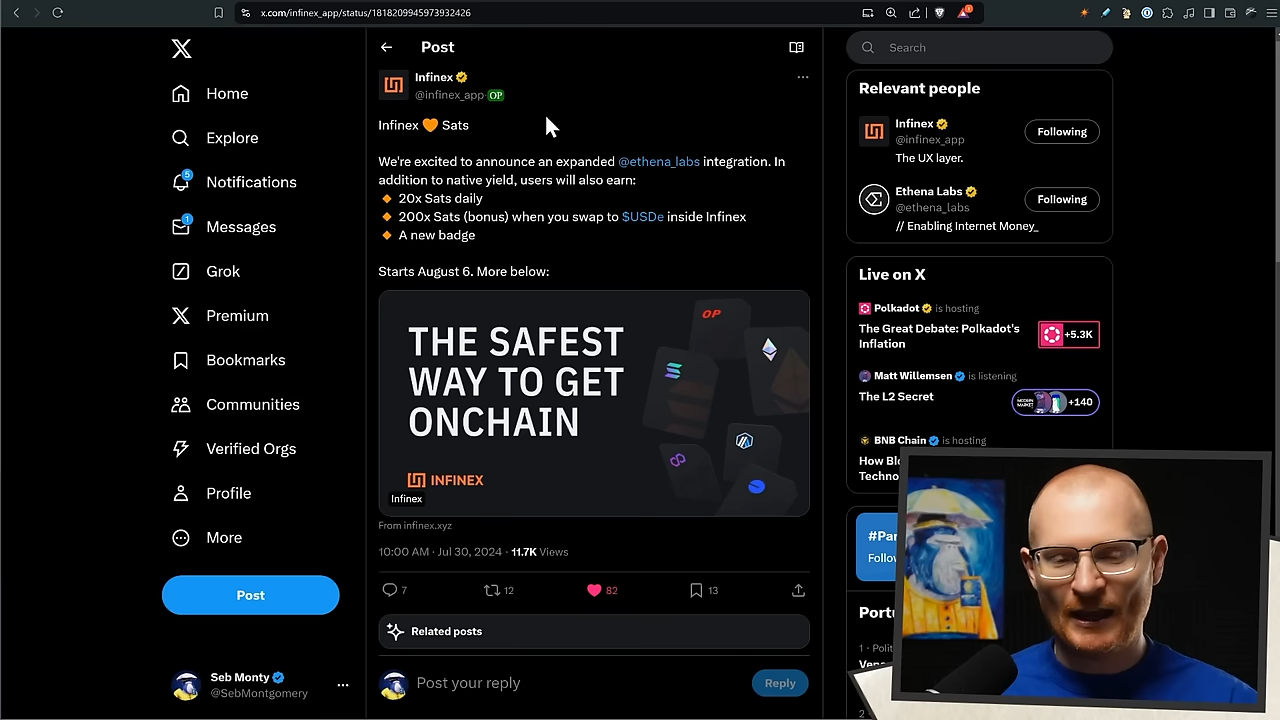 x.com/infinex_app/status/1818209945973932426
Home
Explore
5
Notifications
1
Messages
Grok
Premium
Bookmarks
Communities
Verified Orgs
Profile
More
Post
Seb Monty
@SebMontgomery
Post
Infinex
@infinex_app OP
Infinex 🧡 Sats
We're excited to announce an expanded @ethena_labs integration. In
addition to native yield, users will also earn:
🔸 20x Sats daily
🔸 200x Sats (bonus) when you swap to $USDe inside Infinex
🔸 A new badge
Starts August 6. More below:
OP
THE SAFEST
WAY TO GET
ONCHAIN
INFINEX
Infinex
From infinex.xyz
10:00 AM · Jul 30, 2024 · 11.7K Views
7 12 82 13
Related posts
Post your reply
Reply
Search
Relevant people
Infinex
@infinex_app
Following
The UX layer.
Ethena Labs
@ethena_labs
Following
// Enabling Internet Money_
Live on X
Polkadot is hosting
The Great Debate: Polkadot's
Inflation
+5.3K
Matt Willemsen is listening
The L2 Secret
+140
BNB Chain is hosting
How
Techno
Follo
1
2